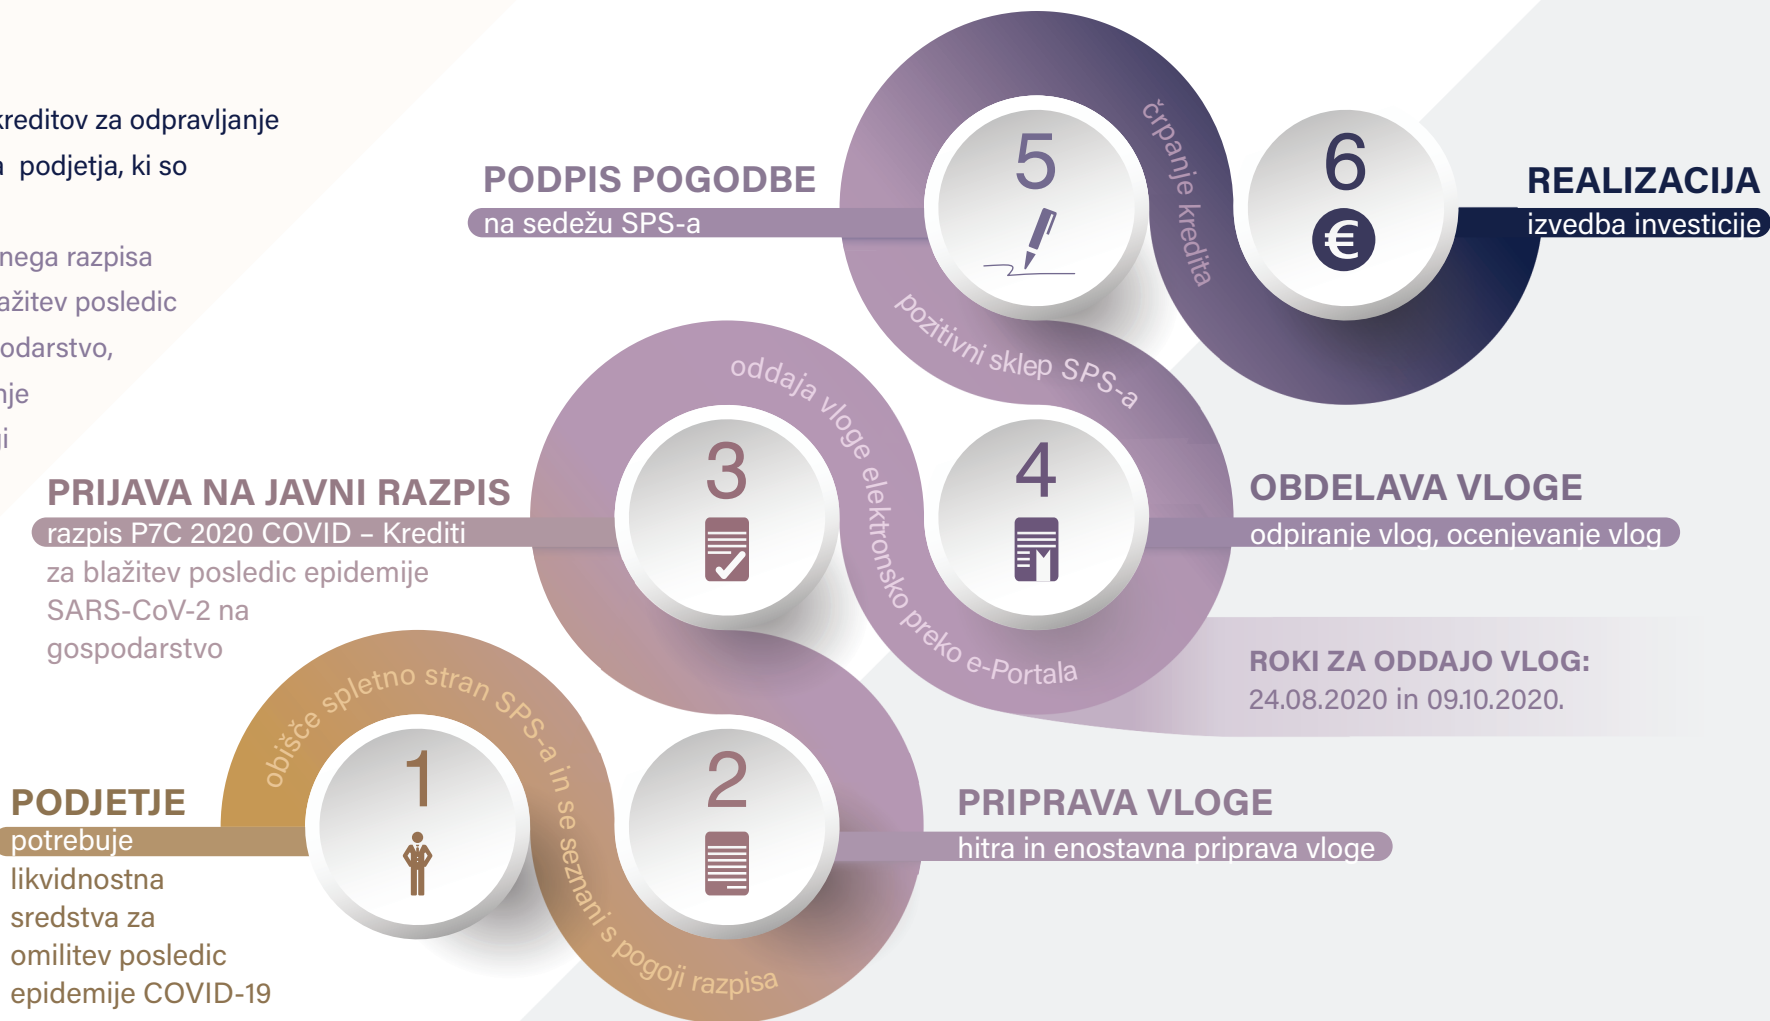 kreditov za odpravljanje
podjetja, ki so
nega razpisa
posledic
nje
PODPIS POGODBE
na sedežu SPS-a
5
črpanje kredita
6
€
REALIZACIJA
izvedba investicije
pozitivni sklep SPS-a
PRIJAVA NA JAVNI RAZPIS
razpis P7C 2020 COVID – Krediti
za blažitev posledic epidemije
SARS-CoV-2 na
gospodarstvo
3
oddaja vloge elektronsko preko e-Portala
4
OBDELAVA VLOGE
odpiranje vlog, ocenjevanje vlog
ROKI ZA ODDAJO VLOG:
24.08.2020 in 09.10.2020.
PODJETJE
potrebuje
likvidnostna
sredstva za
omilitev posledic
epidemije COVID-19
1
obišče spletno stran SPS-a in se seznani s pogoji razpisa
2
PRIPRAVA VLOGE
hitra in enostavna priprava vloge